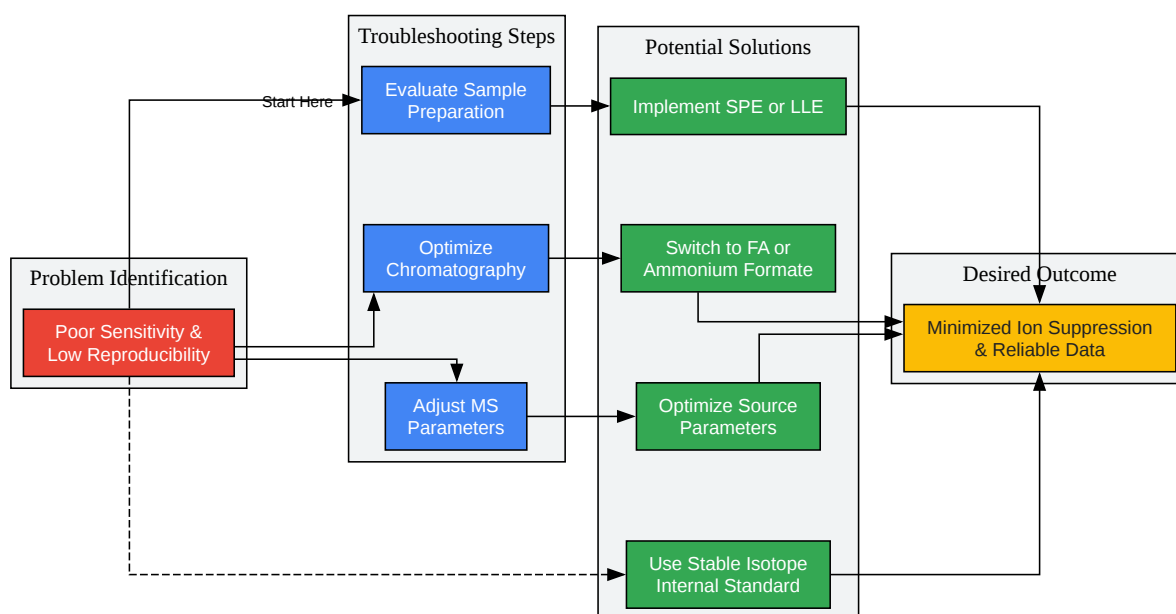 Troubleshooting Steps
Potential Solutions
Evaluate Sample
Preparation
Start Here
Implement SPE or LLE
Optimize
Chromatography
Switch to FA or
Ammonium Formate
Problem Identification
Desired Outcome
Poor Sensitivity &
Low Reproducibility
Minimized Ion Suppression
& Reliable Data
Adjust MS
Parameters
Optimize Source
Parameters
Use Stable Isotope
Internal Standard